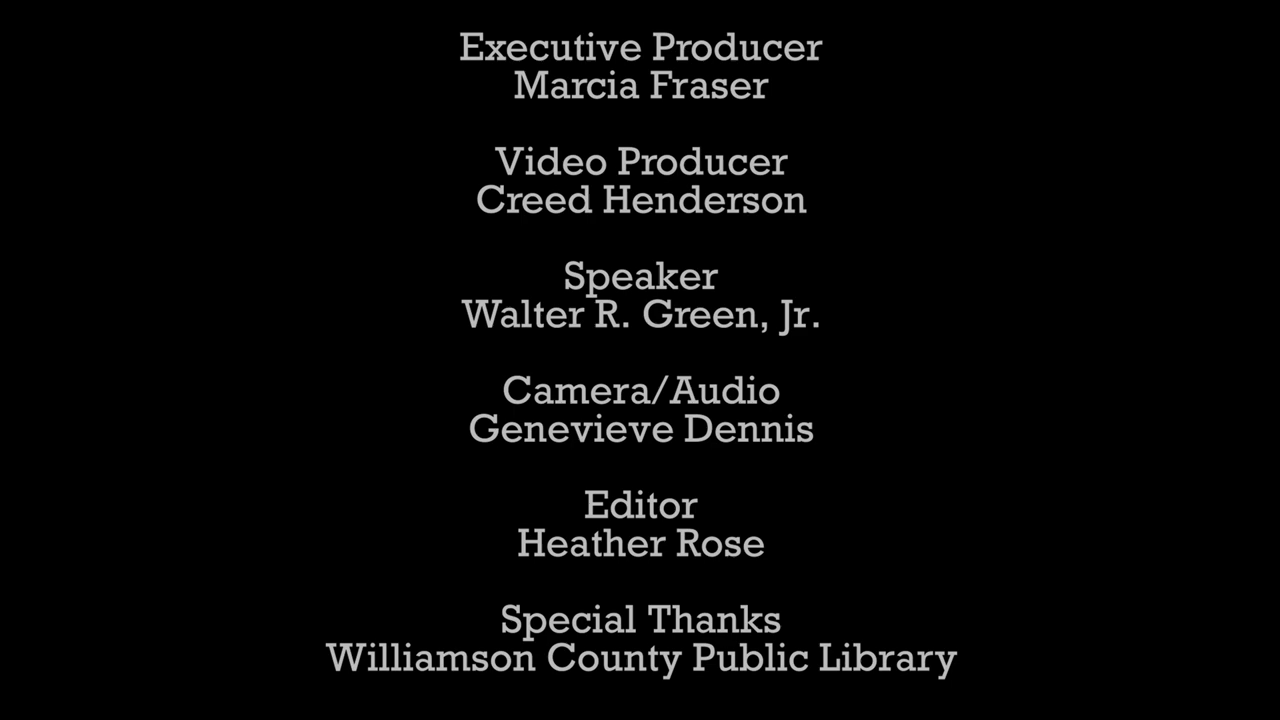 Executive Producer
Marcia Fraser
Video Producer
Creed Henderson
Speaker
Walter R. Green, Jr.
Camera/Audio
Genevieve Dennis
Editor
Heather Rose
Special Thanks
Williamson County Public Library